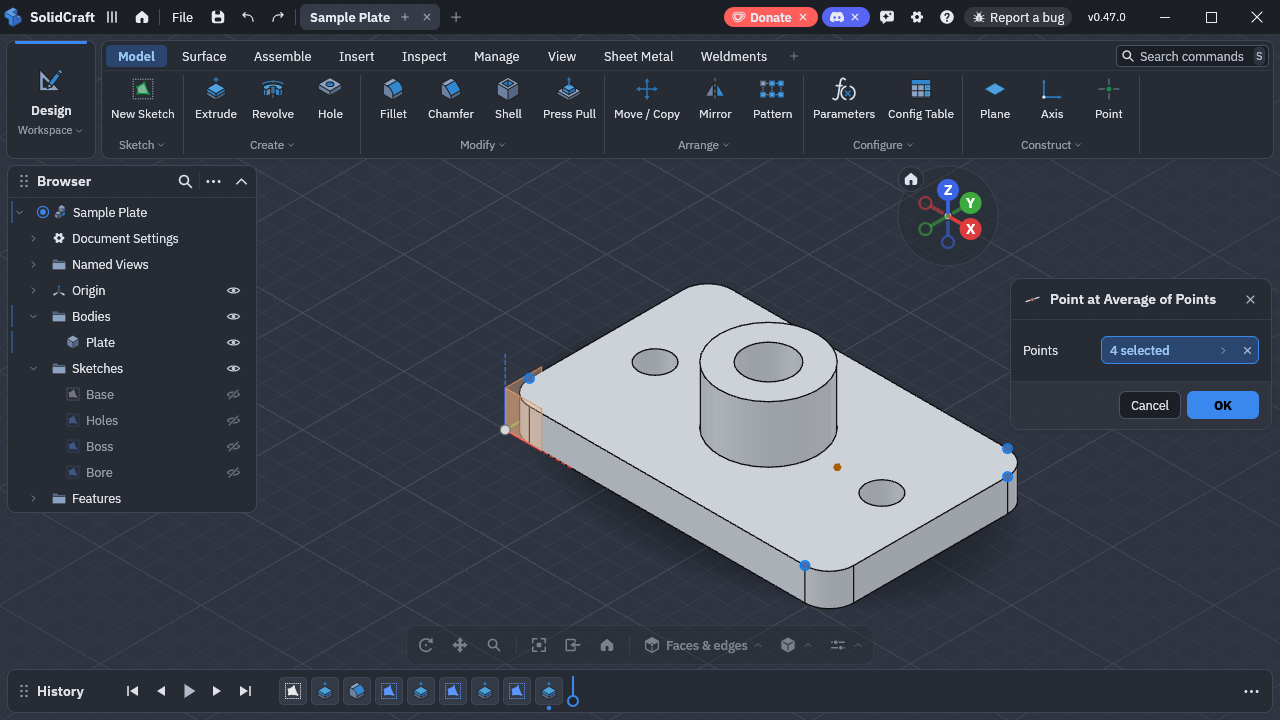 SolidCraft
File
Sample Plate
Donate
Report a bug
v0.47.0
Design
Workspace
Model
Surface
Assemble
Insert
Inspect
Manage
View
Sheet Metal
Weldments
Search commands
S
New Sketch
Extrude
Revolve
Hole
Fillet
Chamfer
Shell
Press Pull
Move / Copy
Mirror
Pattern
Parameters
Config Table
Plane
Axis
Point
Sketch
Create
Modify
Arrange
Configure
Construct
Browser
Sample Plate
Document Settings
Named Views
Origin
Bodies
Plate
Sketches
Base
Holes
Boss
Bore
Features
Z
Y
X
Point at Average of Points
Points
4 selected
Cancel
OK
Faces & edges
History